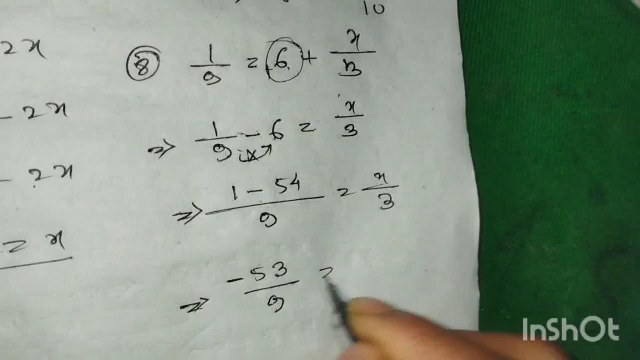 10
2x
- 2x
- 2x
= x
⑧ 1/9 = 6 + x/3
⇒ 1/9 - 6 = x/3
⇒ 1 - 54/9 = x/3
⇒ -53/9 =
InShOt